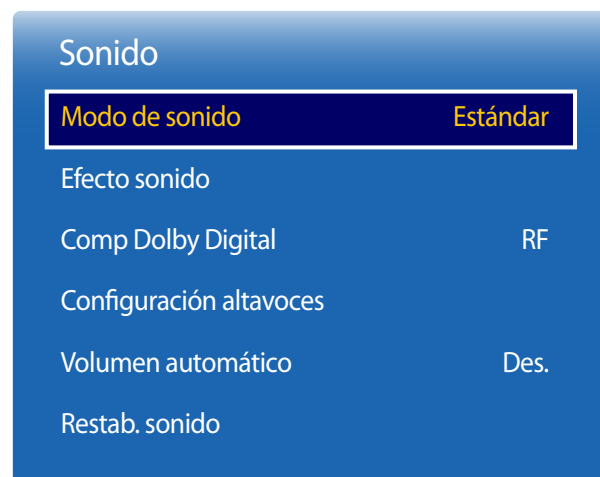 Sonido
Modo de sonido Estándar
Efecto sonido
Comp Dolby Digital RF
Configuración altavoces
Volumen automático Des.
Restab. sonido